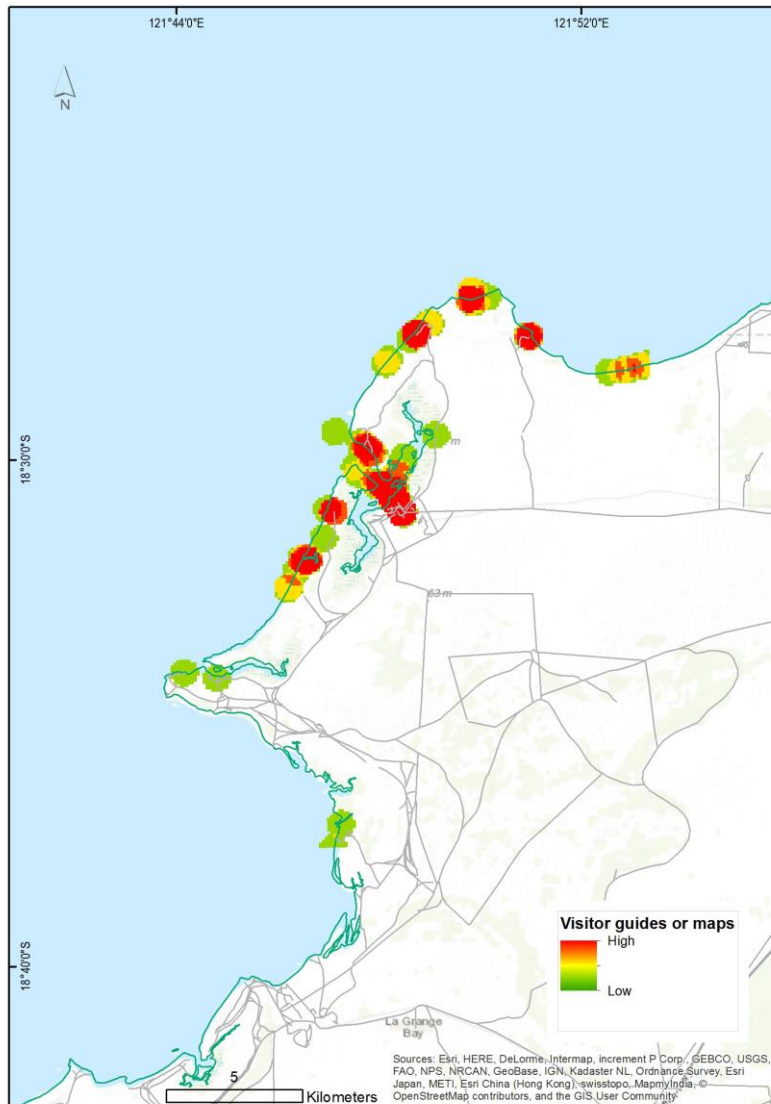 121°44'0"E
121°52'0"E
N
18°30'0"S
m
63 m
18°40'0"S
Visitor guides or maps
High
Low
La Grange
Bay
5
Kilometers
Sources: Esri, HERE, DeLorme, Intermap, increment P Corp., GEBCO, USGS,
FAO, NPS, NRCAN, GeoBase, IGN, Kadaster NL, Ordnance Survey, Esri
Japan, METI, Esri China (Hong Kong), swisstopo, MapmyIndia, ©
OpenStreetMap contributors, and the GIS User Community